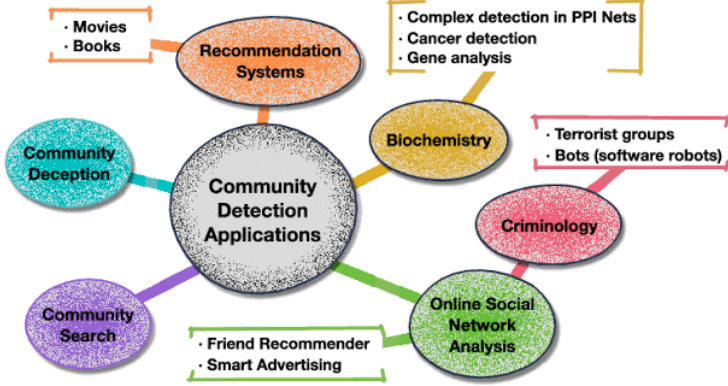 · Movies
· Books
Recommendation
Systems
· Complex detection in PPI Nets
· Cancer detection
· Gene analysis
Biochemistry
· Terrorist groups
· Bots (software robots)
Community
Deception
Community
Detection
Applications
Criminology
Community
Search
Online Social
Network
Analysis
· Friend Recommender
· Smart Advertising